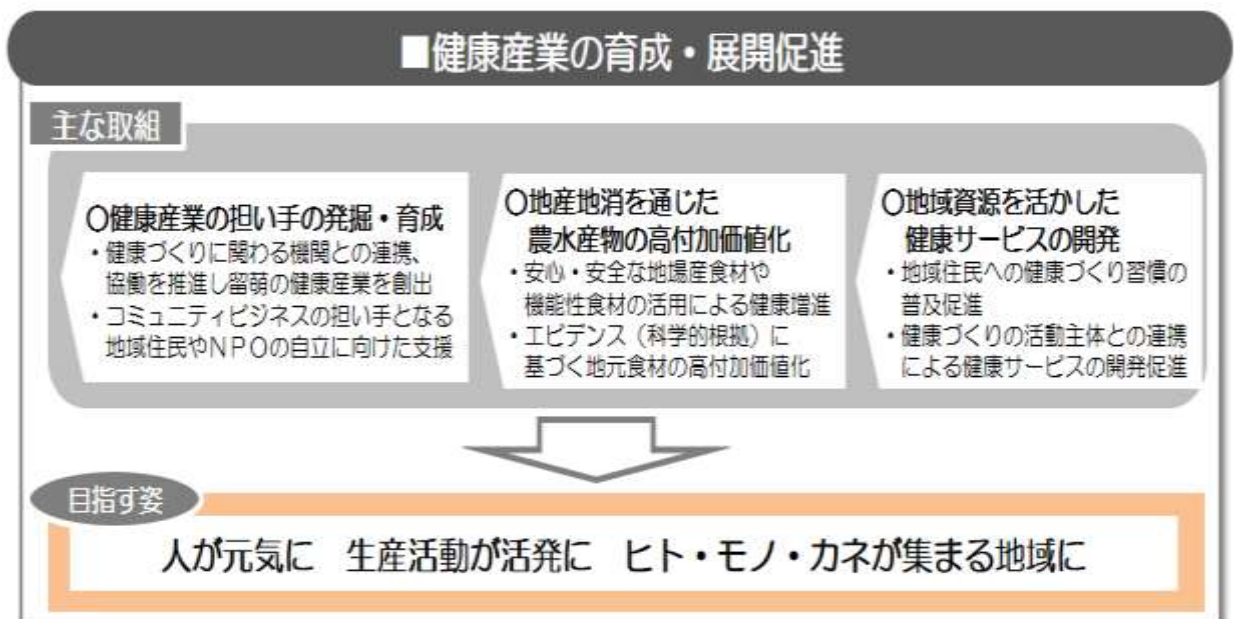 ■健康産業の育成・展開促進
主な取組
○健康産業の担い手の発掘・育成
・健康づくりに関わる機関との連携、
協働を推進し留萌の健康産業を創出
・コミュニティビジネスの担い手となる
地域住民やNPOの自立に向けた支援
○地産地消を通じた
農水産物の高付加価値化
・安心・安全な地場産食材や
機能性食材の活用による健康増進
・エビデンス（科学的根拠）に
基づく地元食材の高付加価値化
○地域資源を活かした
健康サービスの開発
・地域住民への健康づくり習慣の
普及促進
・健康づくりの活動主体との連携
による健康サービスの開発促進
目指す姿
人が元気に　生産活動が活発に　ヒト・モノ・カネが集まる地域に